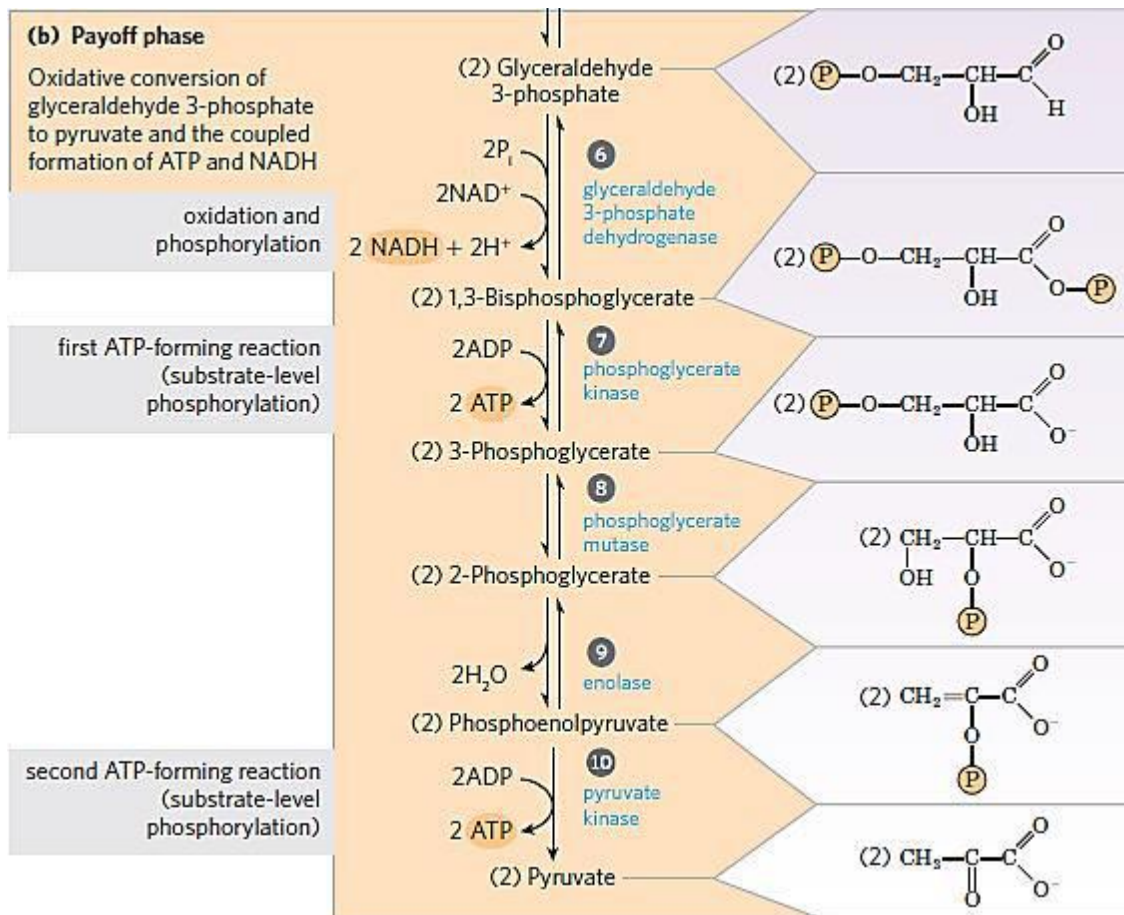 (b) Payoff phase
Oxidative conversion of
glyceraldehyde 3-phosphate
to pyruvate and the coupled
formation of ATP and NADH
(2) Glyceraldehyde
3-phosphate
(2) P—O—CH₂—CH—C
O
H
OH
2Pᵢ
2NAD⁺
2 NADH + 2H⁺
6
glyceraldehyde
3-phosphate
dehydrogenase
oxidation and
phosphorylation
(2) 1,3-Bisphosphoglycerate
(2) P—O—CH₂—CH—C
O
O—P
OH
first ATP-forming reaction
(substrate-level
phosphorylation)
2ADP
2 ATP
7
phosphoglycerate
kinase
(2) 3-Phosphoglycerate
(2) P—O—CH₂—CH—C
O
O⁻
OH
8
phosphoglycerate
mutase
(2) 2-Phosphoglycerate
(2) CH₂—CH—C
O
O⁻
OH O
P
2H₂O
9
enolase
(2) Phosphoenolpyruvate
(2) CH₂=C—C
O
O⁻
O
P
second ATP-forming reaction
(substrate-level
phosphorylation)
2ADP
2 ATP
10
pyruvate
kinase
(2) Pyruvate
(2) CH₃—C—C
O
O⁻
O